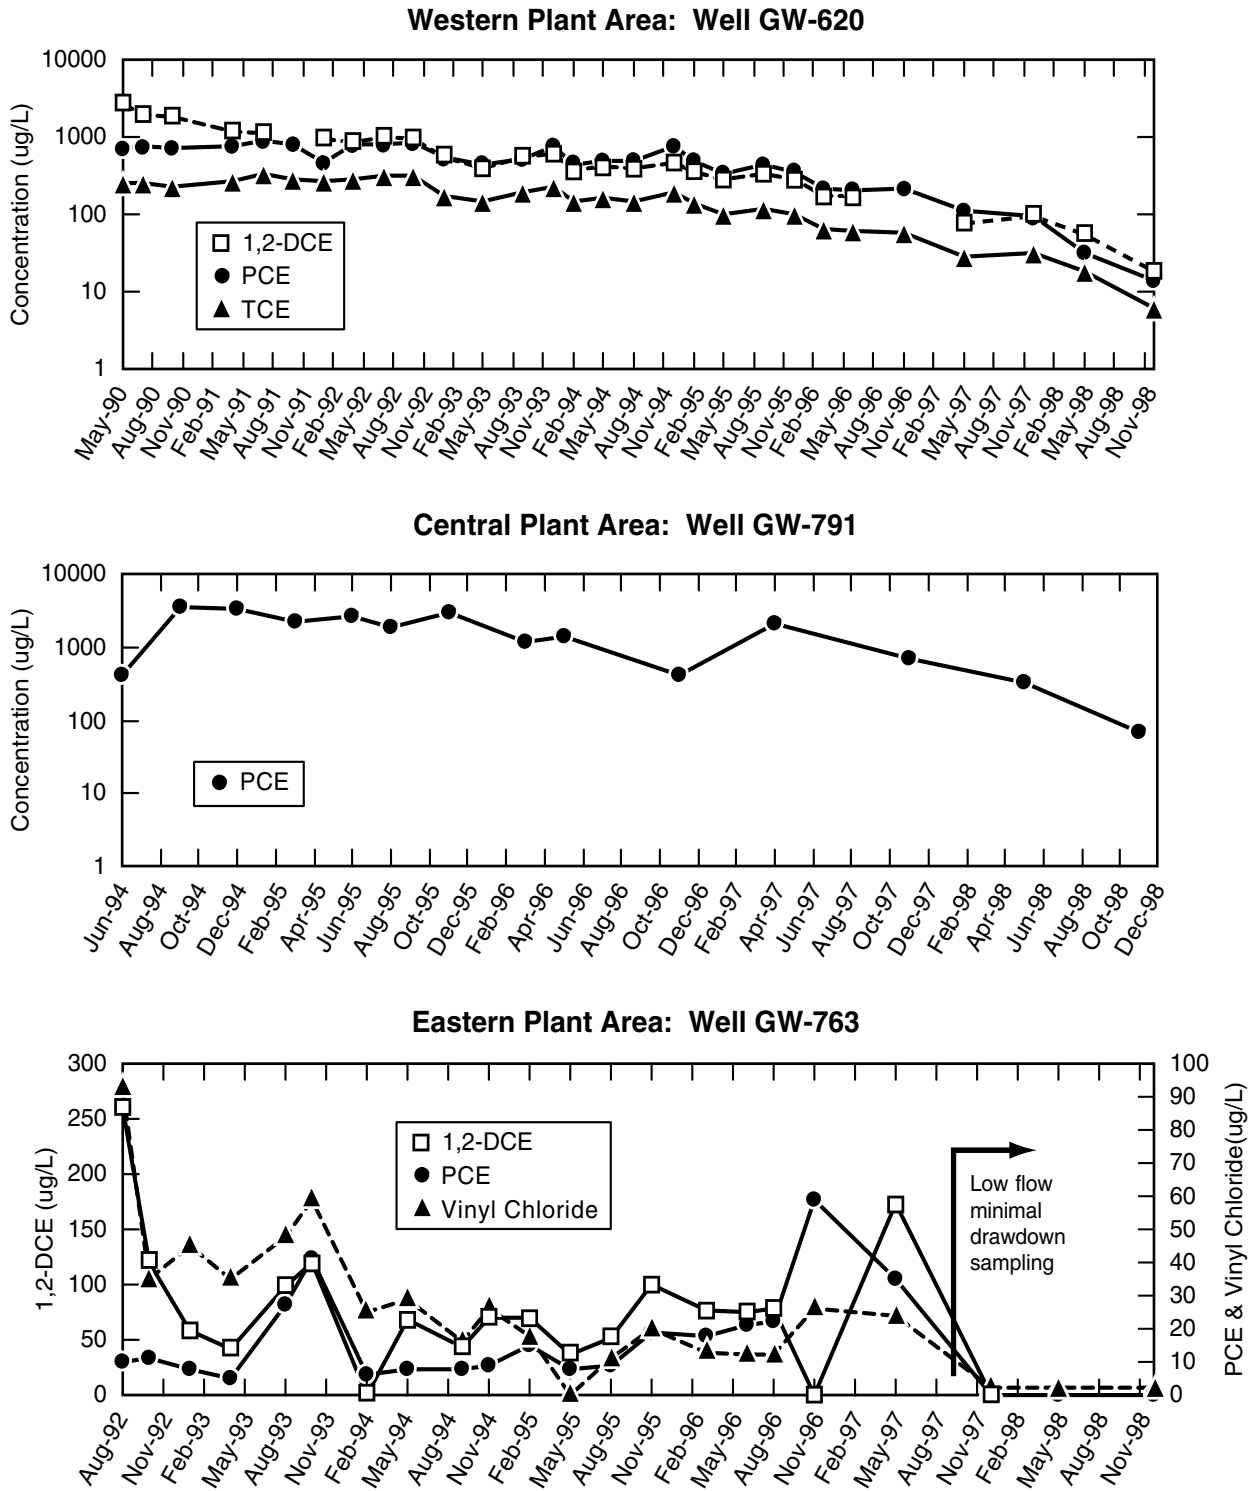 Western Plant Area: Well GW-620
Concentration (ug/L)
10000
1000
100
10
1
1,2-DCE
PCE
TCE
May-90
Aug-90
Nov-90
Feb-91
May-91
Aug-91
Nov-91
Feb-92
May-92
Aug-92
Nov-92
Feb-93
May-93
Aug-93
Nov-93
Feb-94
May-94
Aug-94
Nov-94
Feb-95
May-95
Aug-95
Nov-95
Feb-96
May-96
Aug-96
Nov-96
Feb-97
May-97
Aug-97
Nov-97
Feb-98
May-98
Aug-98
Nov-98
Central Plant Area: Well GW-791
Concentration (ug/L)
10000
1000
100
10
1
PCE
Jun-94
Aug-94
Oct-94
Dec-94
Feb-95
Apr-95
Jun-95
Aug-95
Oct-95
Dec-95
Feb-96
Apr-96
Jun-96
Aug-96
Oct-96
Dec-96
Feb-97
Apr-97
Jun-97
Aug-97
Oct-97
Dec-97
Feb-98
Apr-98
Jun-98
Aug-98
Oct-98
Dec-98
Eastern Plant Area: Well GW-763
1,2-DCE (ug/L)
300
250
200
150
100
50
0
1,2-DCE
PCE
Vinyl Chloride
Low flow
minimal
drawdown
sampling
100
90
80
70
60
50
40
30
20
10
0
PCE & Vinyl Chloride(ug/L)
Aug-92
Nov-92
Feb-93
May-93
Aug-93
Nov-93
Feb-94
May-94
Aug-94
Nov-94
Feb-95
May-95
Aug-95
Nov-95
Feb-96
May-96
Aug-96
Nov-96
Feb-97
May-97
Aug-97
Nov-97
Feb-98
May-98
Aug-98
Nov-98